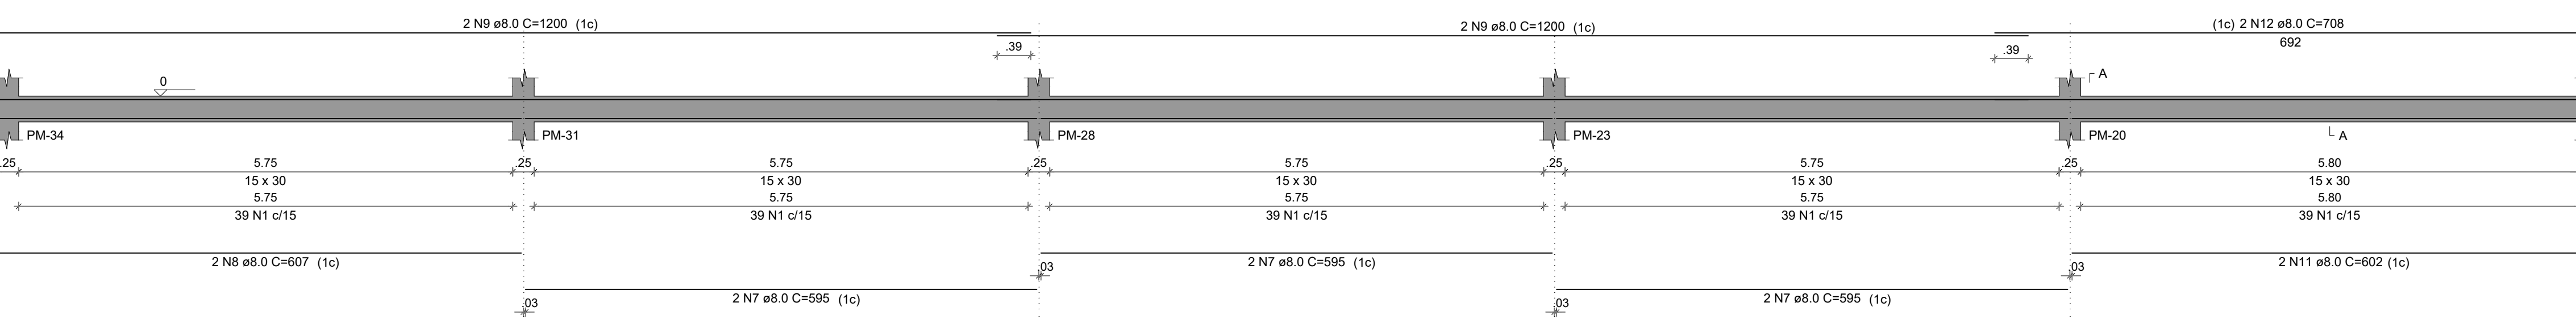 2 N9 ø8.0 C=1200 (1c)
2 N9 ø8.0 C=1200 (1c)
(1c) 2 N12 ø8.0 C=708
692
.39
.39
0
A
PM-34
PM-31
PM-28
PM-23
PM-20
A
.25 5.75 .25 5.75 .25 5.75 .25 5.75 .25 5.80
15 x 30 15 x 30 15 x 30 15 x 30 15 x 30
5.75 5.75 5.75 5.75 5.80
39 N1 c/15 39 N1 c/15 39 N1 c/15 39 N1 c/15 39 N1 c/15
2 N8 ø8.0 C=607 (1c)
.03
2 N7 ø8.0 C=595 (1c)
.03
2 N11 ø8.0 C=602 (1c)
.03
2 N7 ø8.0 C=595 (1c)
.03
2 N7 ø8.0 C=595 (1c)